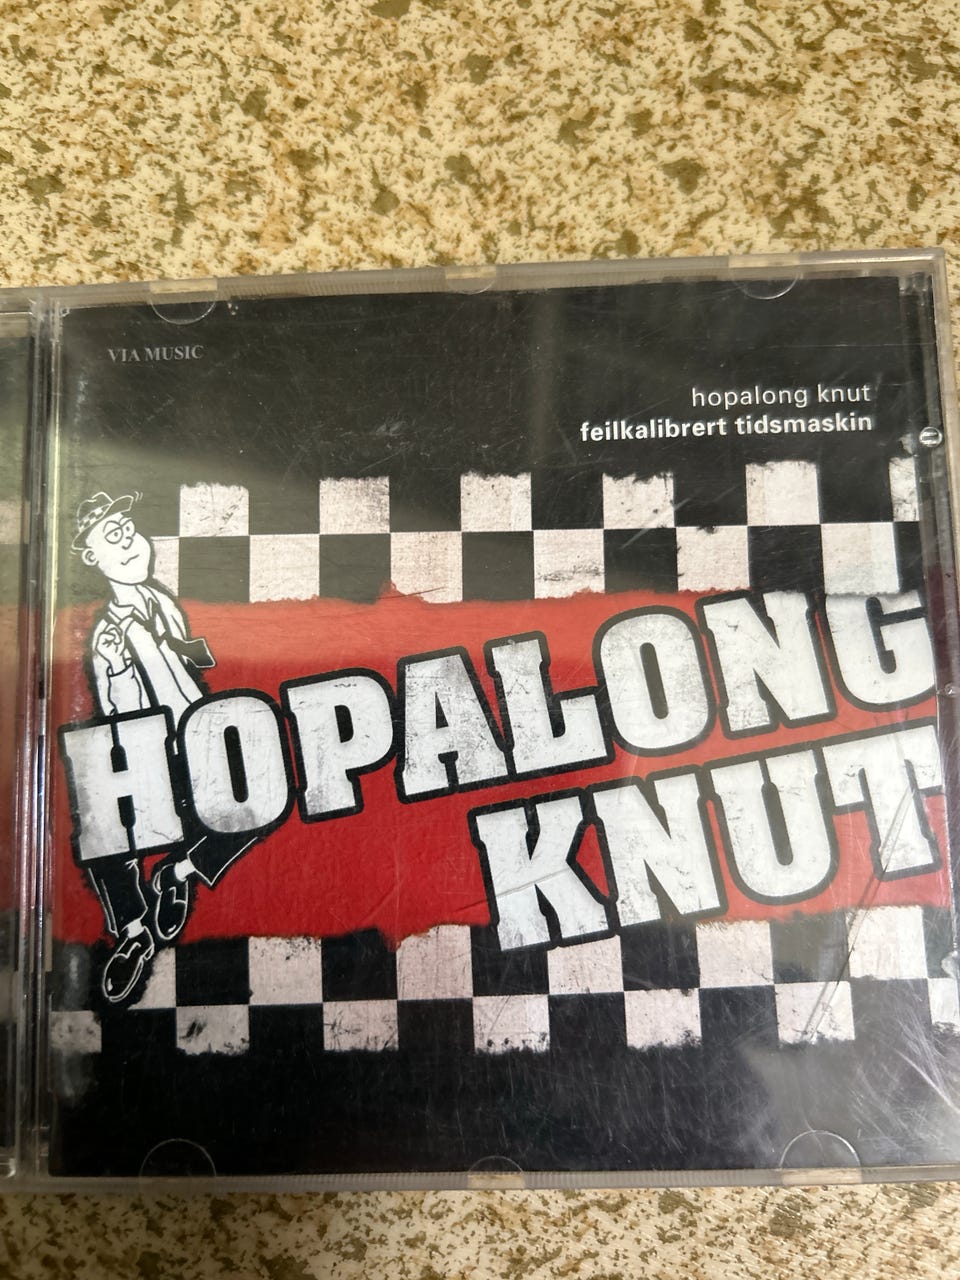 VIA MUSIC
hopalong knut
feilkalibrert tidsmaskin
HOPALONG
KNUT